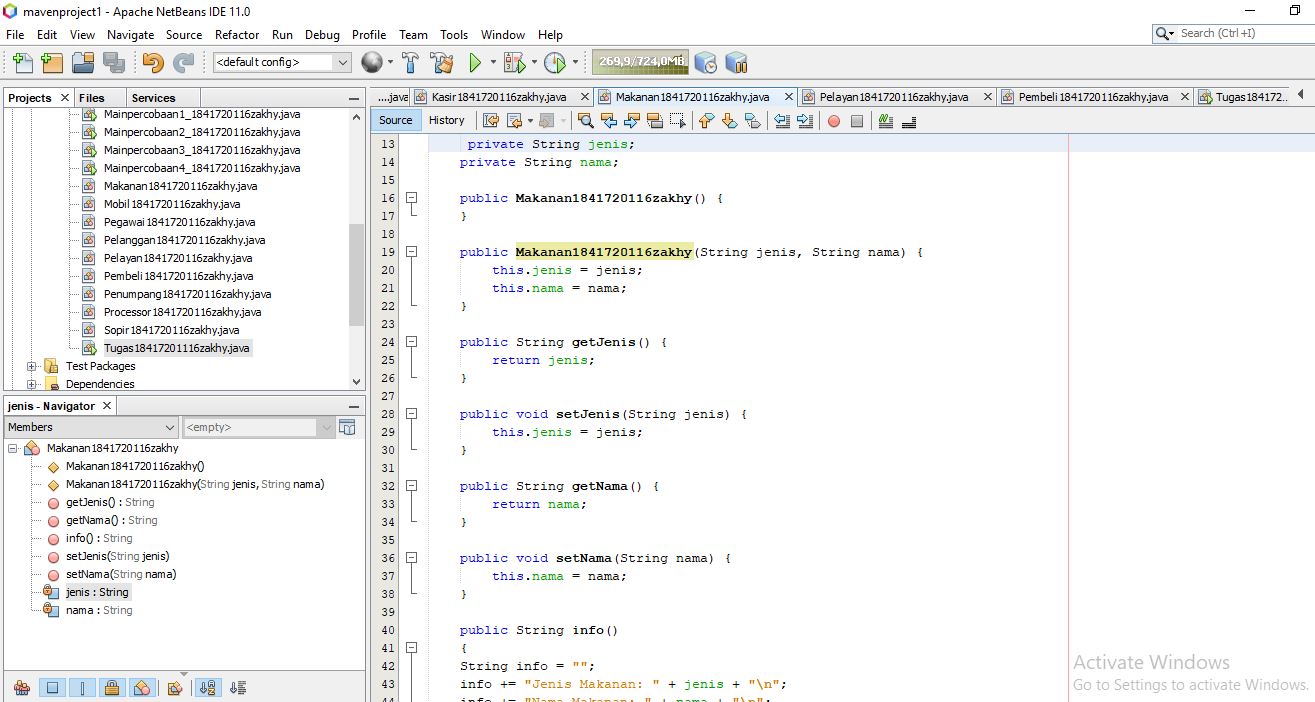 mavenproject1 - Apache NetBeans IDE 11.0
File Edit View Navigate Source Refactor Run Debug Profile Team Tools Window Help
Search (Ctrl+I)
<default config>
269,9/724,0MB
Projects Files Services
Mainpercobaan1_1841720116zakhy.java
Mainpercobaan2_1841720116zakhy.java
Mainpercobaan3_1841720116zakhy.java
Mainpercobaan4_1841720116zakhy.java
Makanan1841720116zakhy.java
Mobil1841720116zakhy.java
Pegawai1841720116zakhy.java
Pelanggan1841720116zakhy.java
Pelayan1841720116zakhy.java
Pembeli1841720116zakhy.java
Penumpang1841720116zakhy.java
Processor1841720116zakhy.java
Sopir1841720116zakhy.java
Tugas18417201116zakhy.java
Test Packages
Dependencies
jenis - Navigator
Members
<empty>
Makanan1841720116zakhy
Makanan1841720116zakhy()
Makanan1841720116zakhy(String jenis, String nama)
getJenis() : String
getNama() : String
info() : String
setJenis(String jenis)
setNama(String nama)
jenis : String
nama : String
....java Kasir1841720116zakhy.java Makanan1841720116zakhy.java Pelayan1841720116zakhy.java Pembeli1841720116zakhy.java Tugas184172...
Source History
13 private String jenis;
14 private String nama;
15
16 public Makanan1841720116zakhy() {
17 }
18
19 public Makanan1841720116zakhy(String jenis, String nama) {
20 this.jenis = jenis;
21 this.nama = nama;
22 }
23
24 public String getJenis() {
25 return jenis;
26 }
27
28 public void setJenis(String jenis) {
29 this.jenis = jenis;
30 }
31
32 public String getNama() {
33 return nama;
34 }
35
36 public void setNama(String nama) {
37 this.nama = nama;
38 }
39
40 public String info()
41 {
42 String info = "";
43 info += "Jenis Makanan: " + jenis + "\n";
44 info += "Nama Makanan: " + nama + "\n";
Activate Windows
Go to Settings to activate Windows.